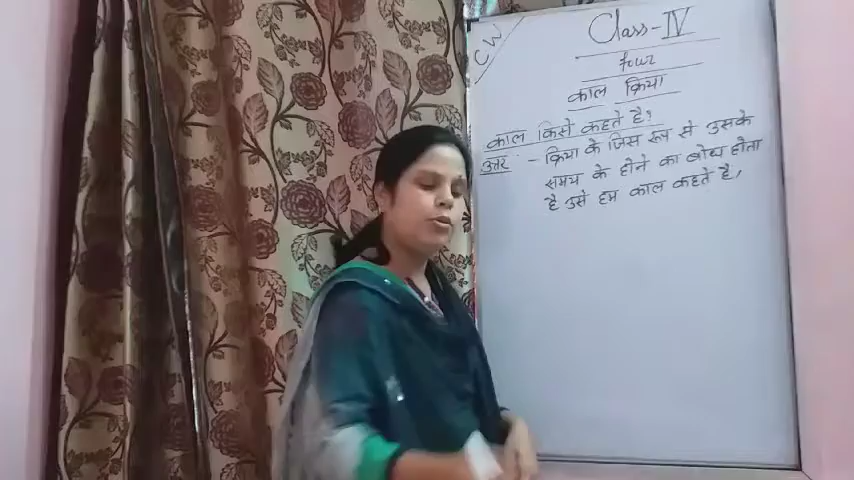 CW
Class-IV
four
काल क्रिया
काल किसे कहते है?
उत्तर :- क्रिया के जिस रूप से उसके
समय के होने का बोध होता
है उसे हम काल कहते है,